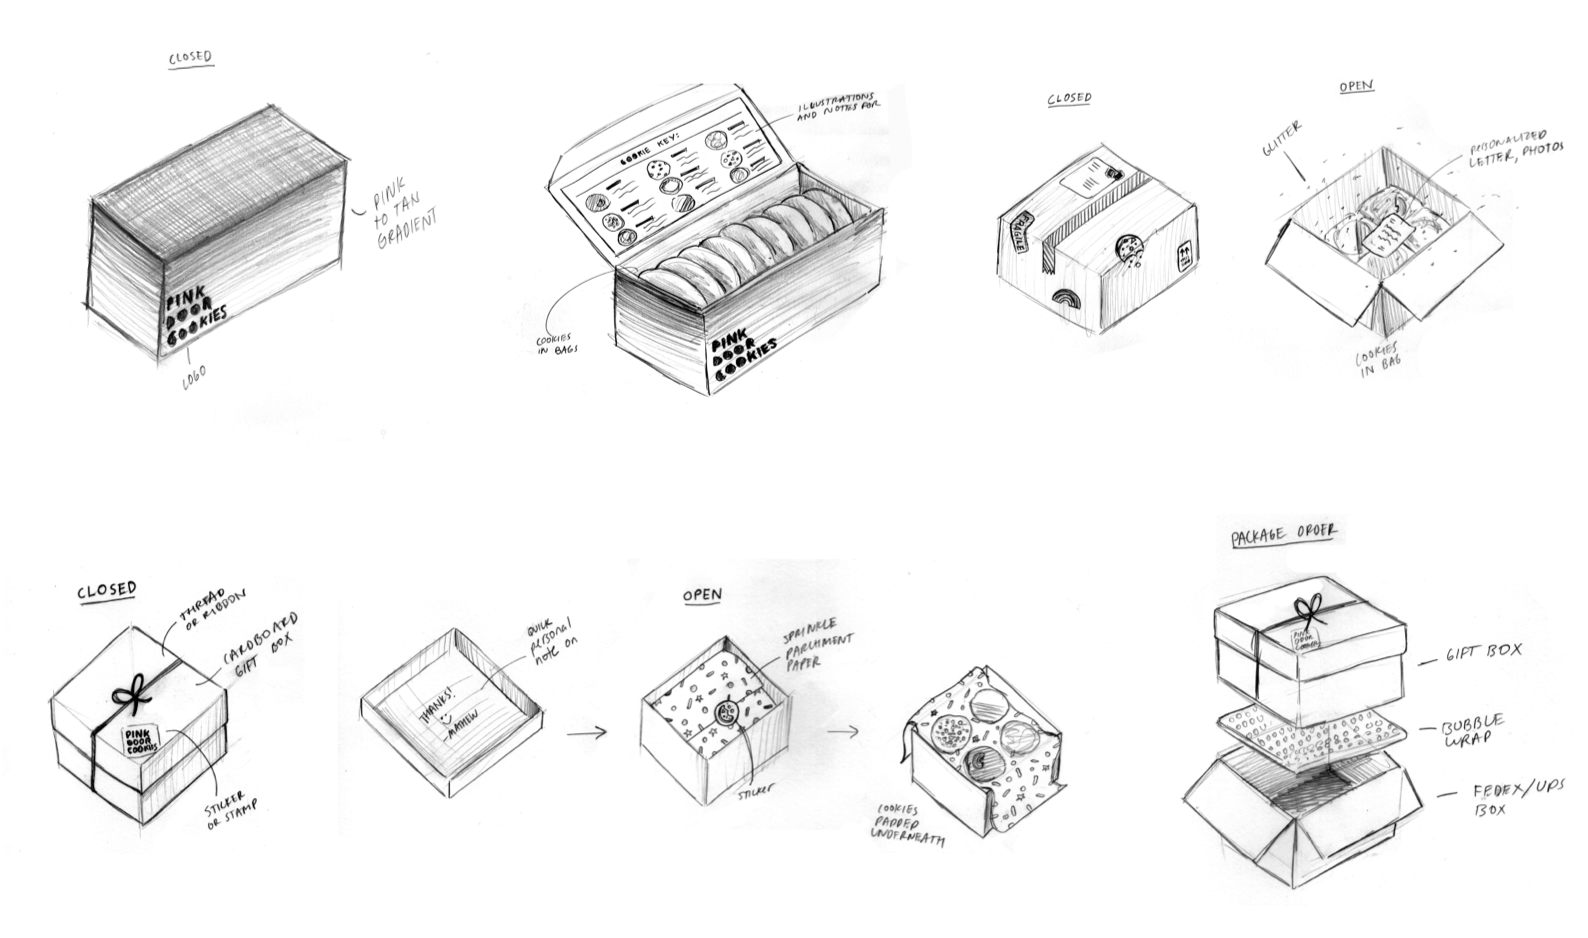 CLOSED
PINK
TO TAN
GRADIENT
PINK
DOOR
COOKIES
LOGO
COOKIE KEY:
ILLUSTRATIONS
AND NOTES FOR
COOKIES
IN BAGS
PINK
DOOR
COOKIES
CLOSED
FRAGILE
OPEN
GLITTER
PERSONALIZED
LETTER, PHOTOS
COOKIES
IN BAG
CLOSED
THREAD
OR RIBBON
CARDBOARD
GIFT BOX
PINK
DOOR
COOKIES
STICKER
OR STAMP
QUICK
PERSONAL
NOTE ON
THANKS!
-MATHEW
OPEN
SPRINKLE
PARCHMENT
PAPER
STICKER
COOKIES
PADDED
UNDERNEATH
PACKAGE ORDER
PINK
DOOR
COOKIES
GIFT BOX
BUBBLE
WRAP
FEDEX/UPS
BOX